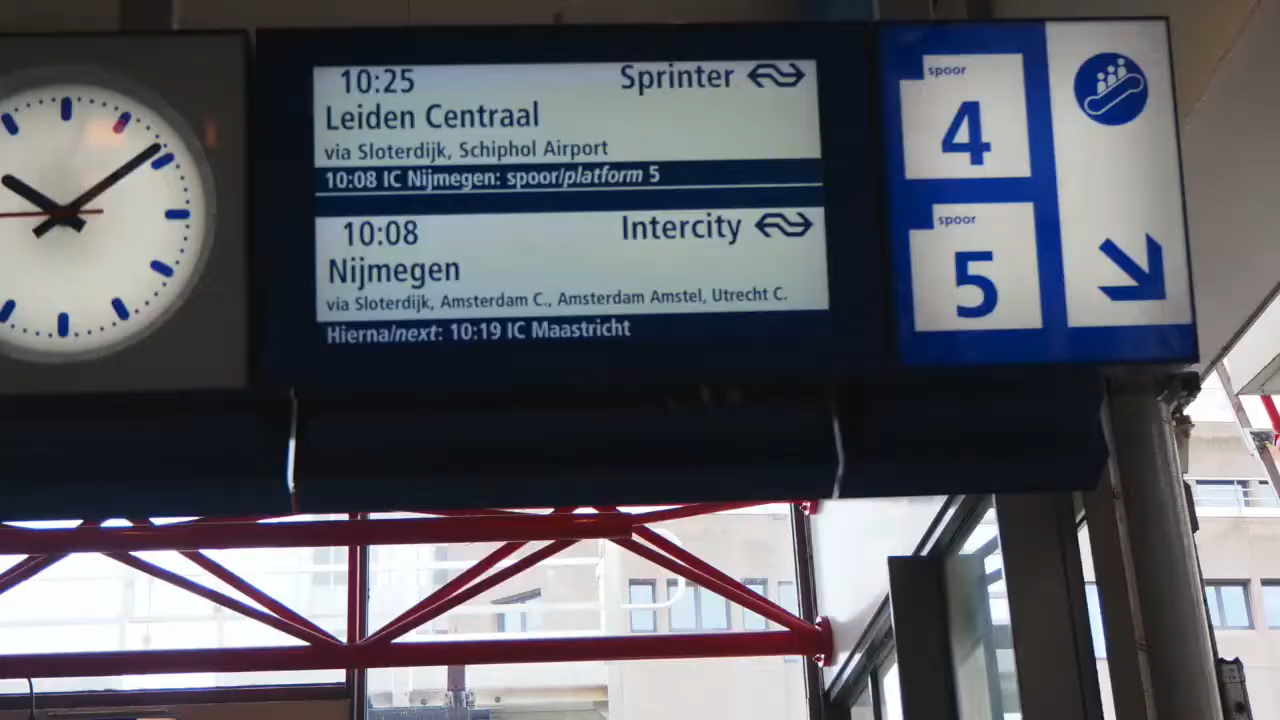 10:25 Sprinter
Leiden Centraal
via Sloterdijk, Schiphol Airport
10:08 IC Nijmegen: spoor/platform 5
10:08 Intercity
Nijmegen
via Sloterdijk, Amsterdam C., Amsterdam Amstel, Utrecht C.
Hierna/next: 10:19 IC Maastricht
spoor
4
spoor
5